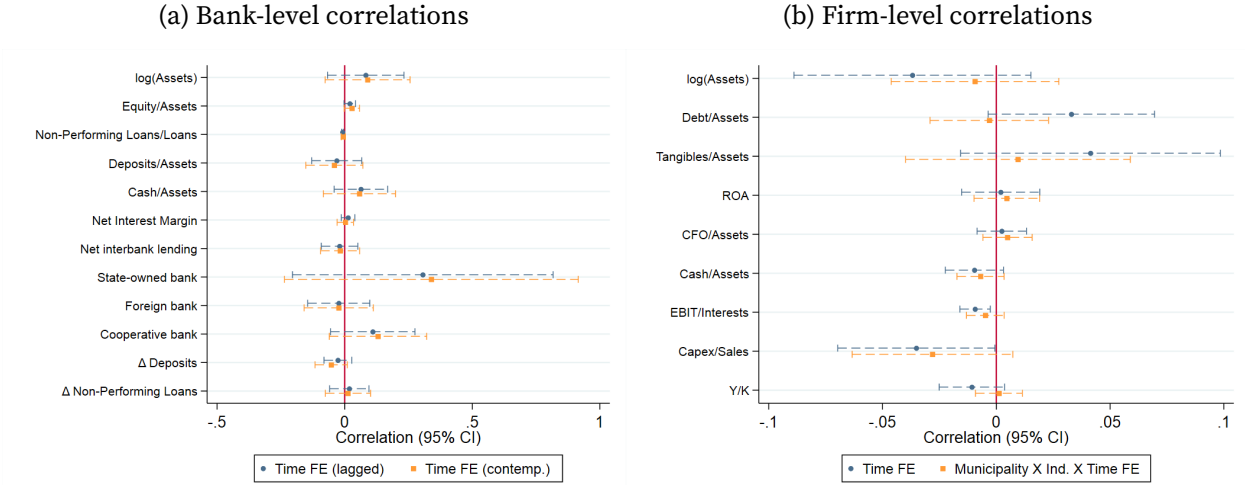 (a) Bank-level correlations
log(Assets)
Equity/Assets
Non-Performing Loans/Loans
Deposits/Assets
Cash/Assets
Net Interest Margin
Net interbank lending
State-owned bank
Foreign bank
Cooperative bank
Δ Deposits
Δ Non-Performing Loans
-.5 0 .5 1
Correlation (95% CI)
Time FE (lagged) Time FE (contemp.)
(b) Firm-level correlations
log(Assets)
Debt/Assets
Tangibles/Assets
ROA
CFO/Assets
Cash/Assets
EBIT/Interests
Capex/Sales
Y/K
-.1 -.05 0 .05 .1
Correlation (95% CI)
Time FE Municipality X Ind. X Time FE